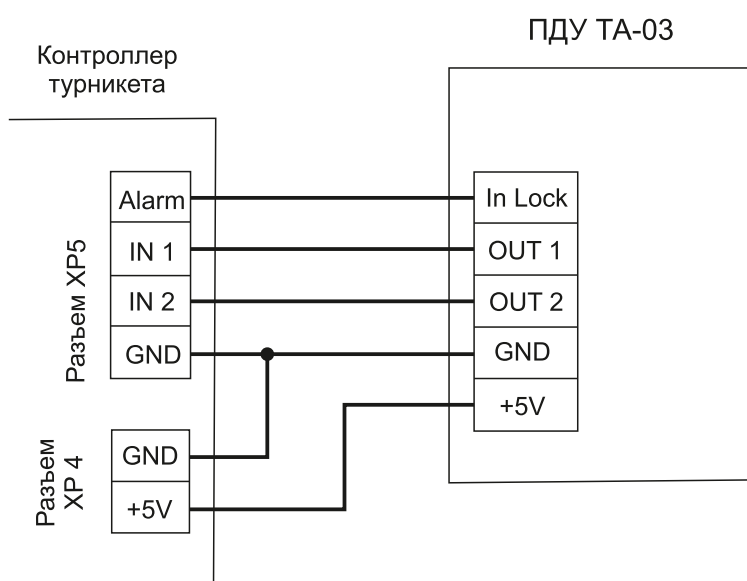 ПДУ ТА-03
Контроллер
турникета
Разъем XP5
Alarm
IN 1
IN 2
GND
Разъем
XP 4
GND
+5V
In Lock
OUT 1
OUT 2
GND
+5V